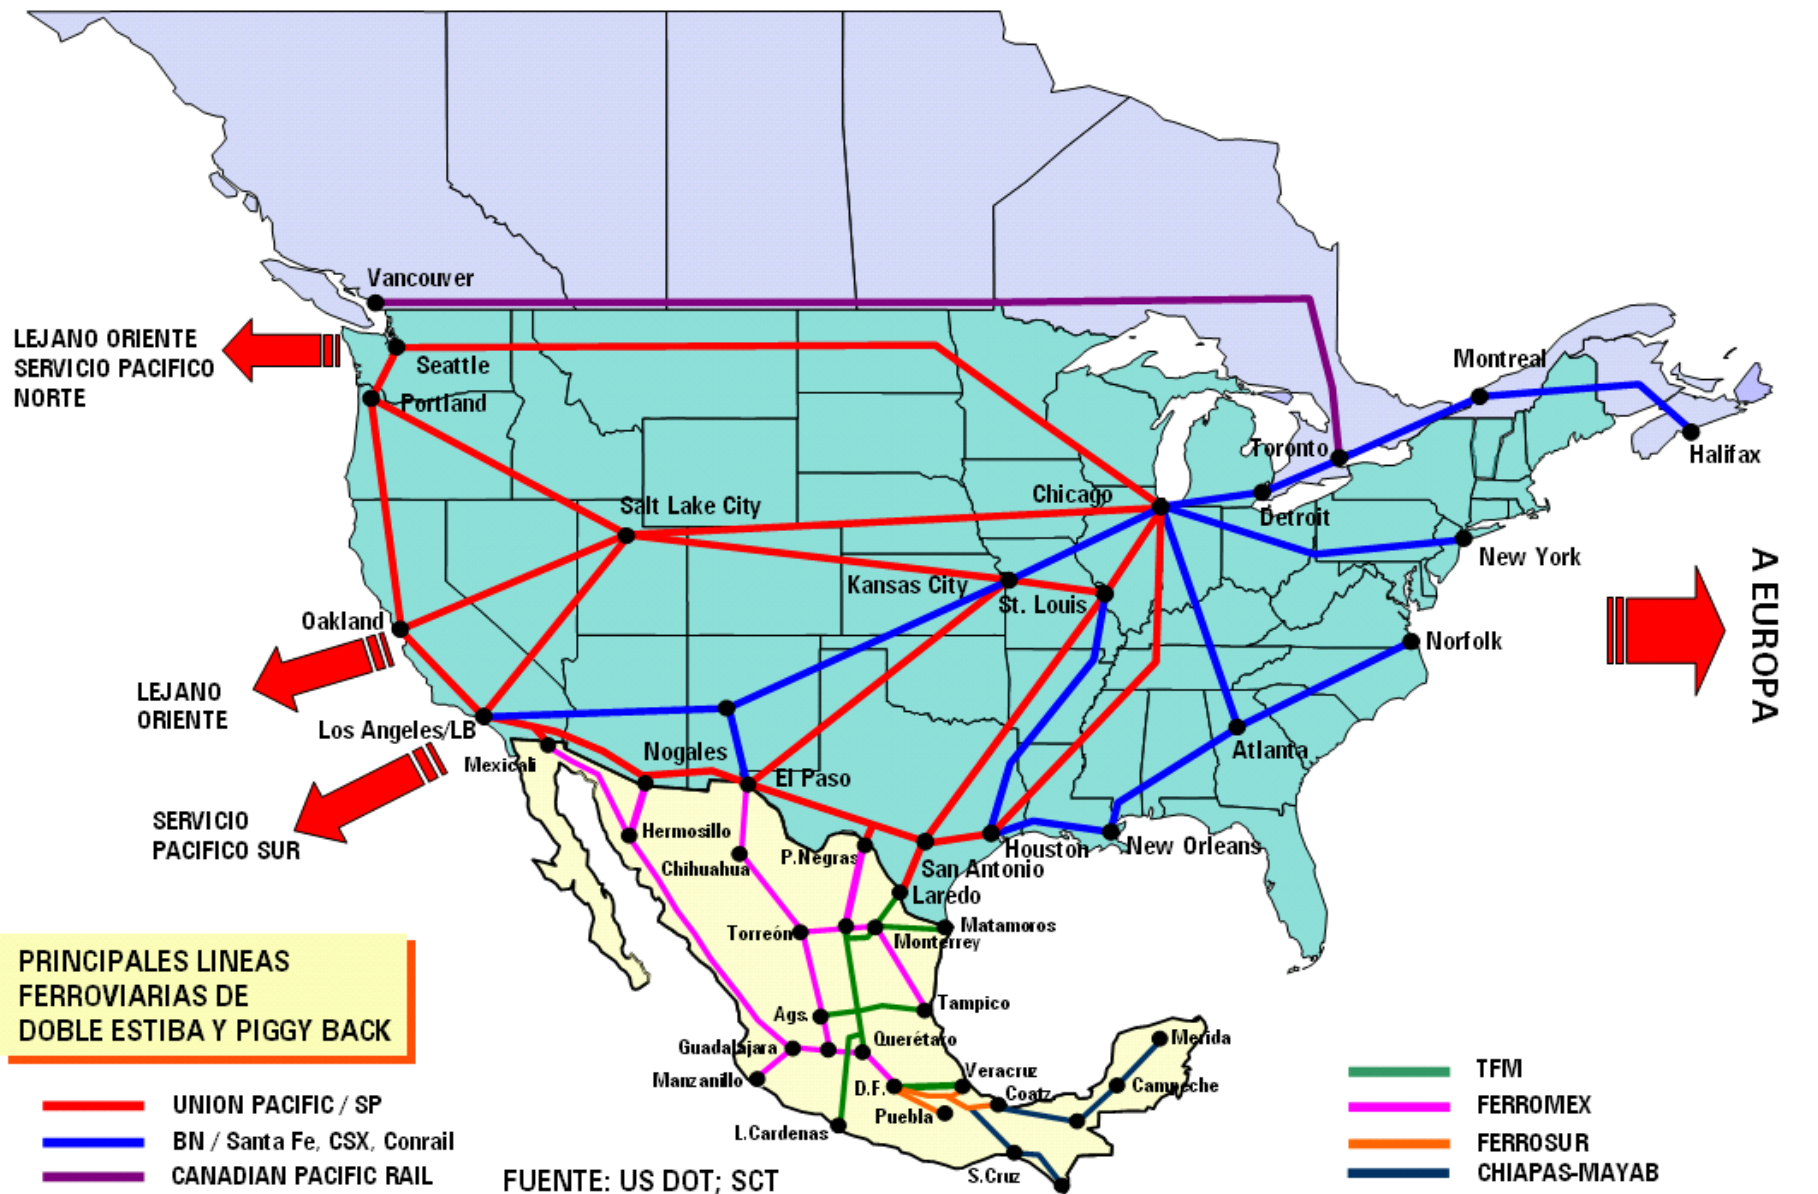 Vancouver
LEJANO ORIENTE
SERVICIO PACIFICO
NORTE
Seattle
Portland
Montreal
Toronto
Halifax
Salt Lake City
Chicago
Detroit
New York
Kansas City
St. Louis
Oakland
Norfolk
A EUROPA
LEJANO
ORIENTE
Los Angeles/LB
Mexicali
Nogales
El Paso
Atlanta
SERVICIO
PACIFICO SUR
Hermosillo
Chihuahua
P.Negras
Houston
New Orleans
San Antonio
Laredo
Torreón
Monterrey
Matamoros
PRINCIPALES LINEAS
FERROVIARIAS DE
DOBLE ESTIBA Y PIGGY BACK
Ags.
Tampico
Guadalajara
Querétaro
Merida
Manzanillo
D.F.
Veracruz
Coatz
Campeche
Puebla
L.Cardenas
S.Cruz
UNION PACIFIC / SP
BN / Santa Fe, CSX, Conrail
CANADIAN PACIFIC RAIL
FUENTE: US DOT; SCT
TFM
FERROMEX
FERROSUR
CHIAPAS-MAYAB